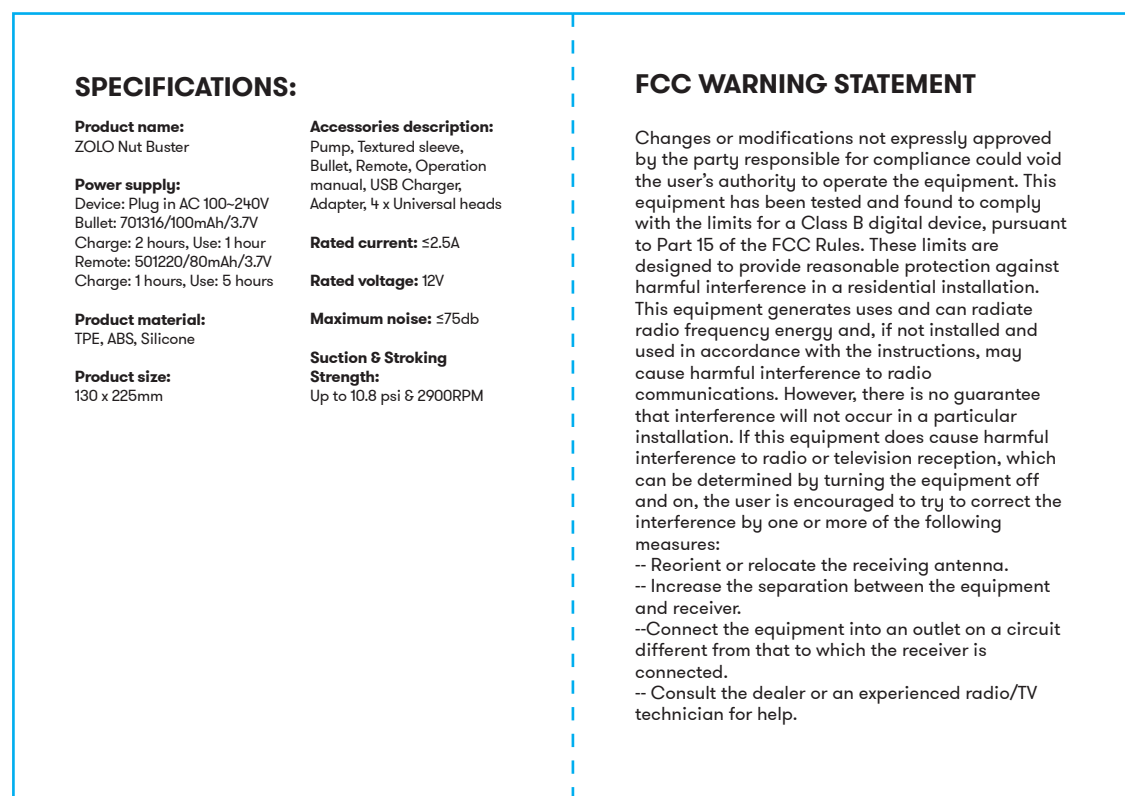 SPECIFICATIONS:
Product name:
ZOLO Nut Buster
Power supply:
Device: Plug in AC 100~240V
Bullet: 701316/100mAh/3.7V
Charge: 2 hours, Use: 1 hour
Remote: 501220/80mAh/3.7V
Charge: 1 hours, Use: 5 hours
Product material:
TPE, ABS, Silicone
Product size:
130 x 225mm
Accessories description:
Pump, Textured sleeve,
Bullet, Remote, Operation
manual, USB Charger,
Adapter, 4 x Universal heads
Rated current: ≤2.5A
Rated voltage: 12V
Maximum noise: ≤75db
Suction & Stroking
Strength:
Up to 10.8 psi & 2900RPM
FCC WARNING STATEMENT
Changes or modifications not expressly approved
by the party responsible for compliance could void
the user's authority to operate the equipment. This
equipment has been tested and found to comply
with the limits for a Class B digital device, pursuant
to Part 15 of the FCC Rules. These limits are
designed to provide reasonable protection against
harmful interference in a residential installation.
This equipment generates uses and can radiate
radio frequency energy and, if not installed and
used in accordance with the instructions, may
cause harmful interference to radio
communications. However, there is no guarantee
that interference will not occur in a particular
installation. If this equipment does cause harmful
interference to radio or television reception, which
can be determined by turning the equipment off
and on, the user is encouraged to try to correct the
interference by one or more of the following
measures:
-- Reorient or relocate the receiving antenna.
-- Increase the separation between the equipment
and receiver.
--Connect the equipment into an outlet on a circuit
different from that to which the receiver is
connected.
-- Consult the dealer or an experienced radio/TV
technician for help.